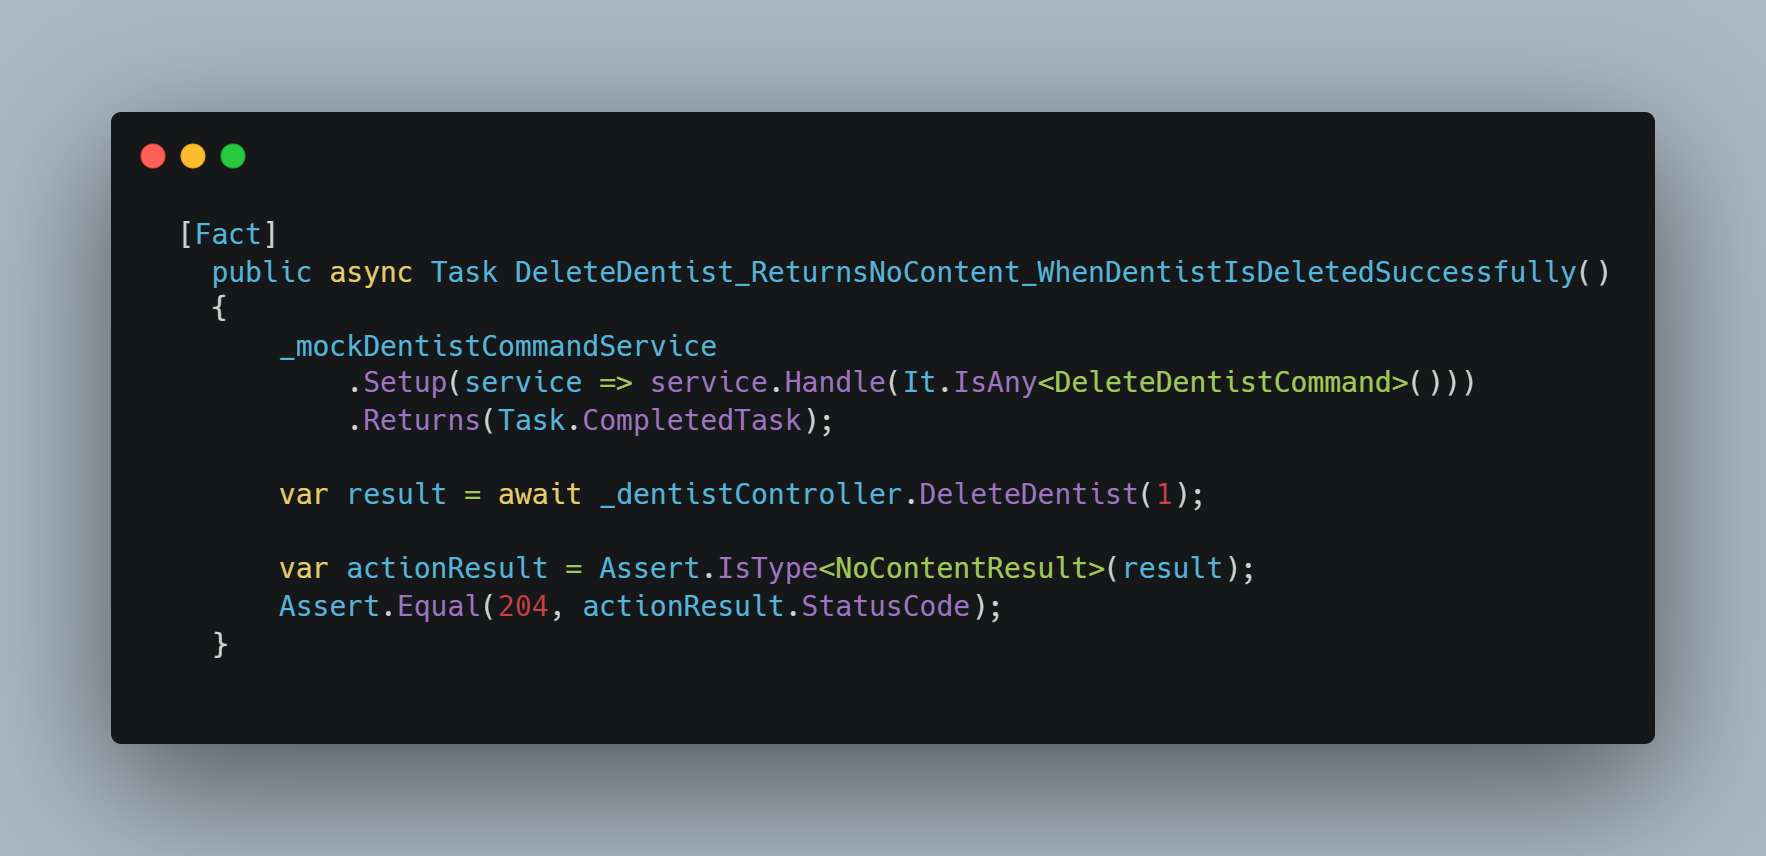 [Fact]
  public async Task DeleteDentist_ReturnsNoContent_WhenDentistIsDeletedSuccessfully()
  {
      _mockDentistCommandService
          .Setup(service => service.Handle(It.IsAny<DeleteDentistCommand>()))
          .Returns(Task.CompletedTask);
      var result = await _dentistController.DeleteDentist(1);
      var actionResult = Assert.IsType<NoContentResult>(result);
      Assert.Equal(204, actionResult.StatusCode);
  }